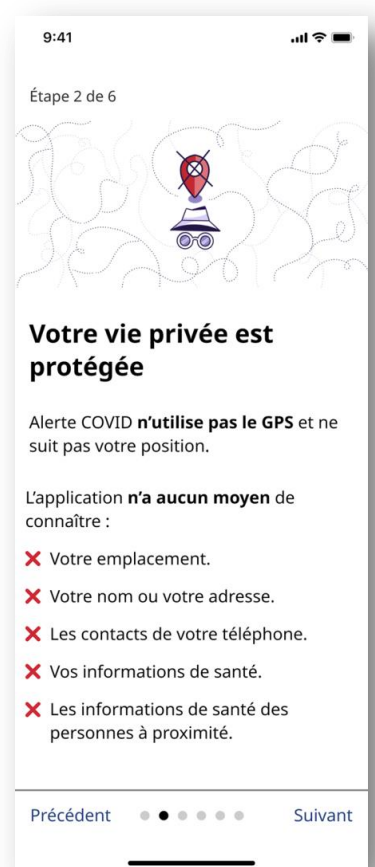 9:41
Étape 2 de 6
Votre vie privée est
protégée
Alerte COVID n’utilise pas le GPS et ne
suit pas votre position.
L’application n’a aucun moyen de
connaître :
Votre emplacement.
Votre nom ou votre adresse.
Les contacts de votre téléphone.
Vos informations de santé.
Les informations de santé des
personnes à proximité.
Précédent
Suivant